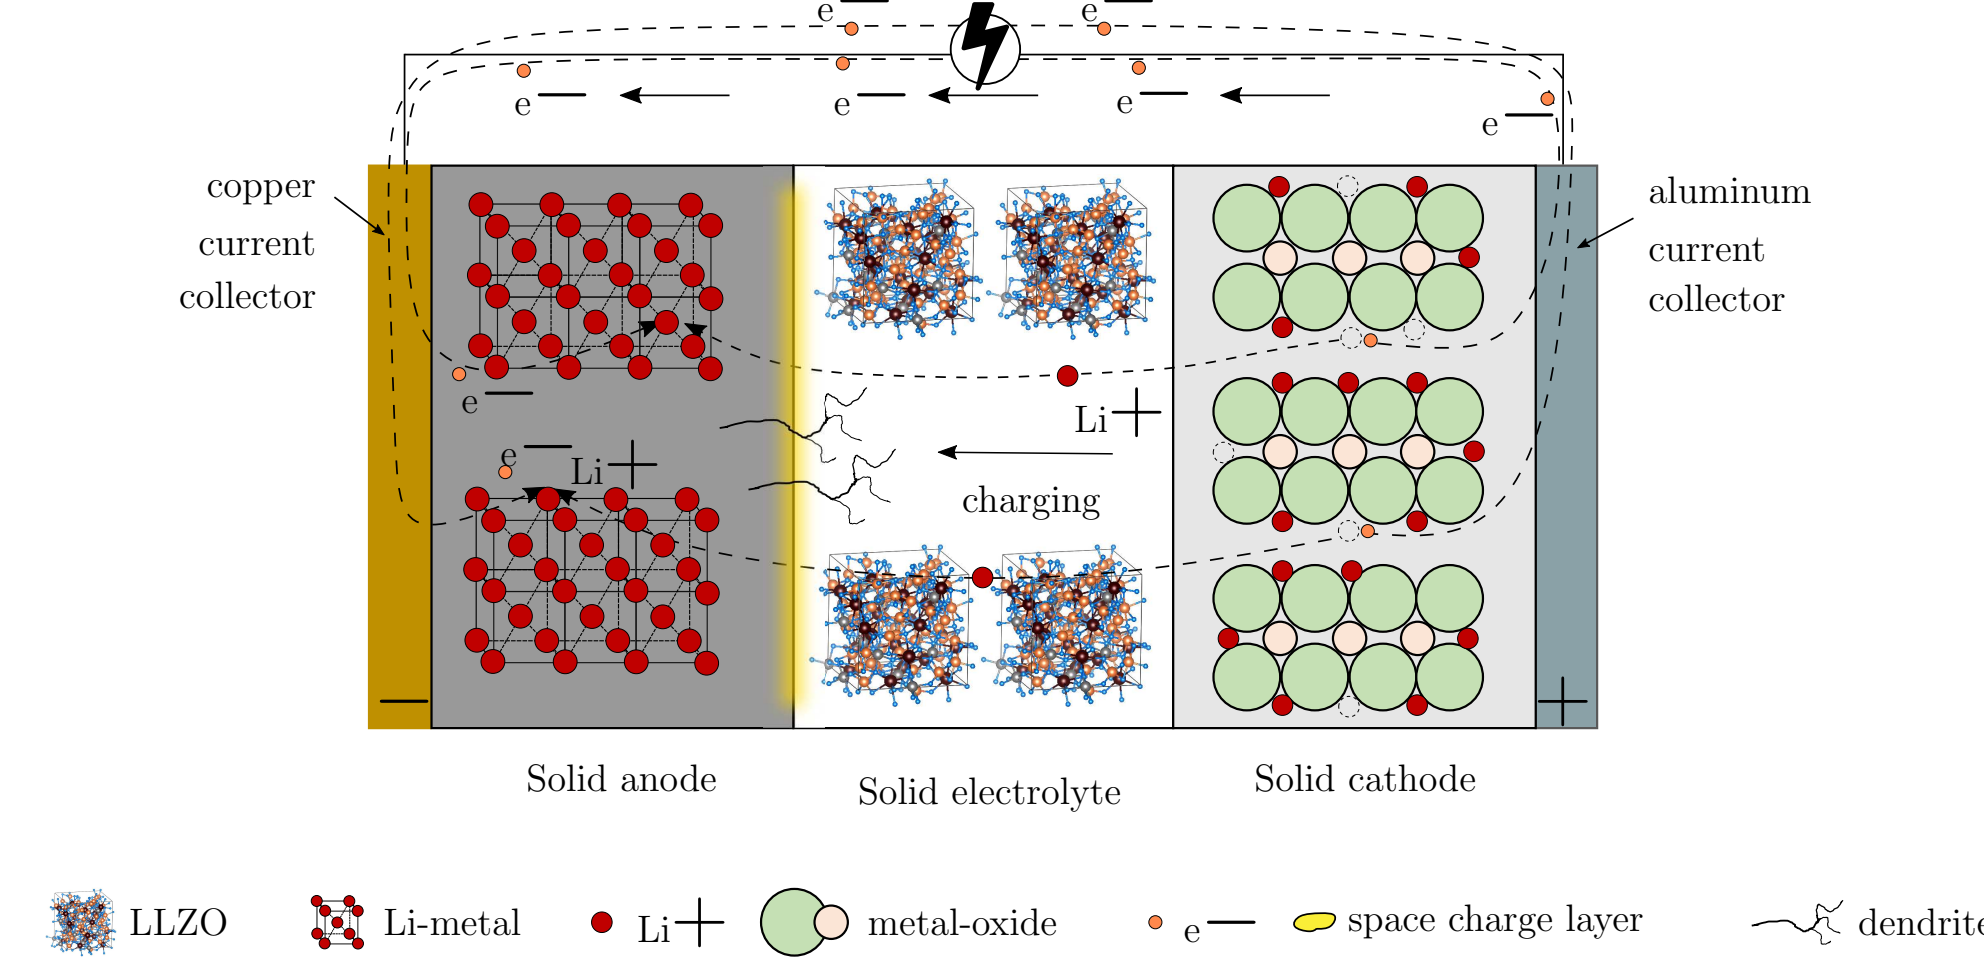 e−
e−
e−
e−
e−
e−
copper
current
collector
aluminum
current
collector
e−
Li+
e−
Li+
charging
−
+
Solid anode
Solid electrolyte
Solid cathode
LLZO
Li-metal
Li+
metal-oxide
e−
space charge layer
dendrite